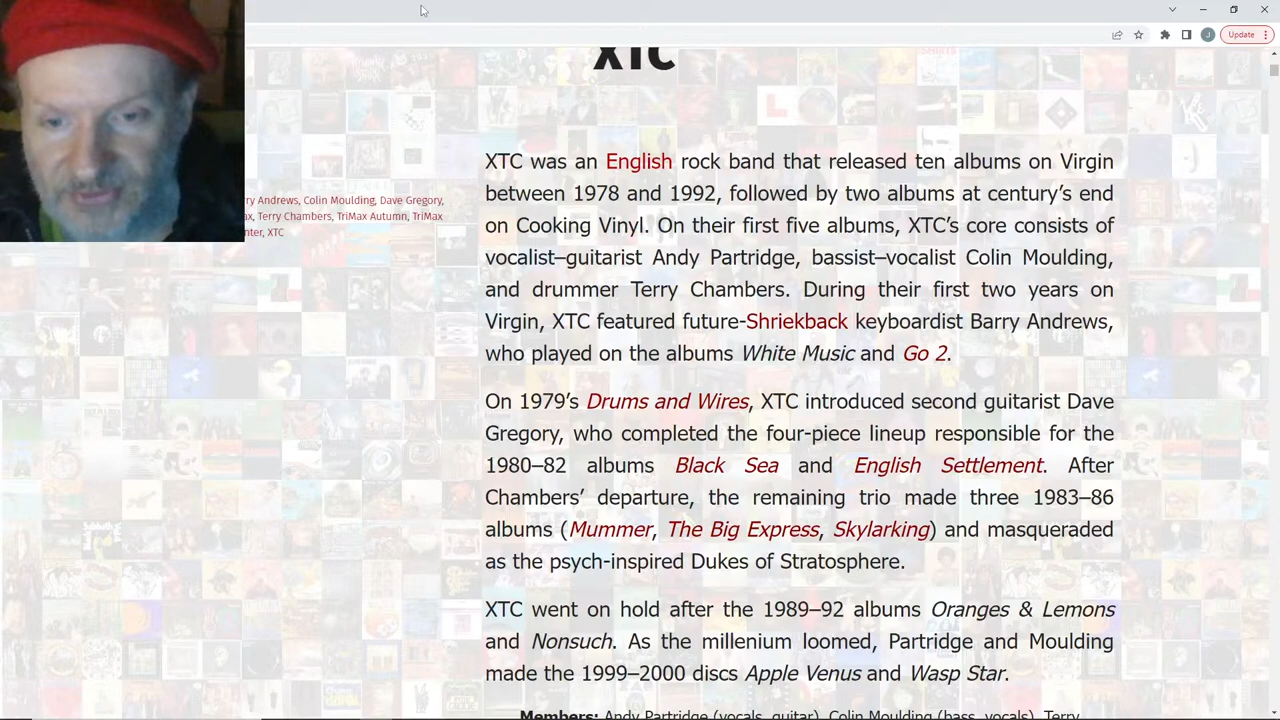 Update
XTC
ry Andrews, Colin Moulding, Dave Gregory,
ax, Terry Chambers, TriMax Autumn, TriMax
nter, XTC
XTC was an English rock band that released ten albums on Virgin
between 1978 and 1992, followed by two albums at century's end
on Cooking Vinyl. On their first five albums, XTC's core consists of
vocalist–guitarist Andy Partridge, bassist–vocalist Colin Moulding,
and drummer Terry Chambers. During their first two years on
Virgin, XTC featured future-Shriekback keyboardist Barry Andrews,
who played on the albums White Music and Go 2.
On 1979's Drums and Wires, XTC introduced second guitarist Dave
Gregory, who completed the four-piece lineup responsible for the
1980–82 albums Black Sea and English Settlement. After
Chambers' departure, the remaining trio made three 1983–86
albums (Mummer, The Big Express, Skylarking) and masqueraded
as the psych-inspired Dukes of Stratosphere.
XTC went on hold after the 1989–92 albums Oranges & Lemons
and Nonsuch. As the millenium loomed, Partridge and Moulding
made the 1999–2000 discs Apple Venus and Wasp Star.
Members: Andy Partridge (vocals, guitar), Colin Moulding (bass, vocals), Terry